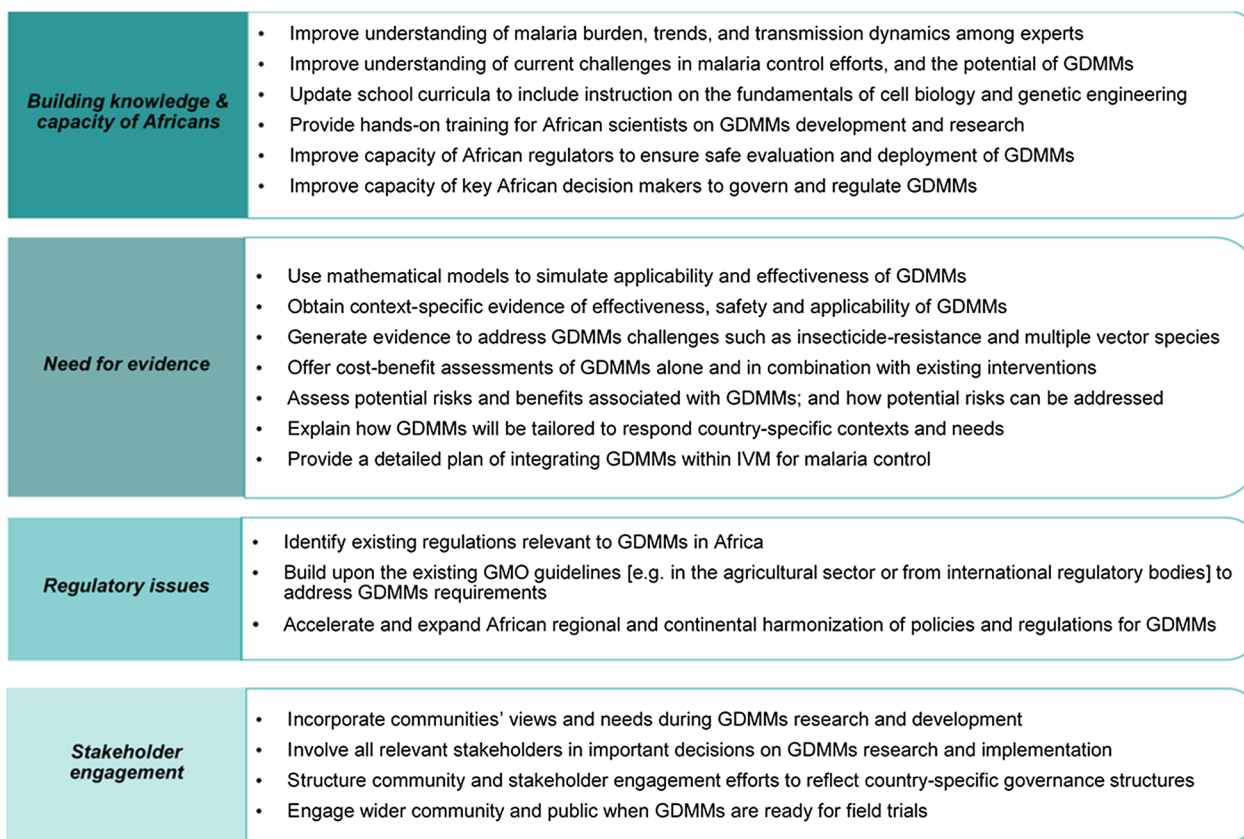 Building knowledge &
capacity of Africans
• Improve understanding of malaria burden, trends, and transmission dynamics among experts
• Improve understanding of current challenges in malaria control efforts, and the potential of GDMMs
• Update school curricula to include instruction on the fundamentals of cell biology and genetic engineering
• Provide hands-on training for African scientists on GDMMs development and research
• Improve capacity of African regulators to ensure safe evaluation and deployment of GDMMs
• Improve capacity of key African decision makers to govern and regulate GDMMs
Need for evidence
• Use mathematical models to simulate applicability and effectiveness of GDMMs
• Obtain context-specific evidence of effectiveness, safety and applicability of GDMMs
• Generate evidence to address GDMMs challenges such as insecticide-resistance and multiple vector species
• Offer cost-benefit assessments of GDMMs alone and in combination with existing interventions
• Assess potential risks and benefits associated with GDMMs; and how potential risks can be addressed
• Explain how GDMMs will be tailored to respond country-specific contexts and needs
• Provide a detailed plan of integrating GDMMs within IVM for malaria control
Regulatory issues
• Identify existing regulations relevant to GDMMs in Africa
• Build upon the existing GMO guidelines [e.g. in the agricultural sector or from international regulatory bodies] to
address GDMMs requirements
• Accelerate and expand African regional and continental harmonization of policies and regulations for GDMMs
Stakeholder
engagement
• Incorporate communities’ views and needs during GDMMs research and development
• Involve all relevant stakeholders in important decisions on GDMMs research and implementation
• Structure community and stakeholder engagement efforts to reflect country-specific governance structures
• Engage wider community and public when GDMMs are ready for field trials